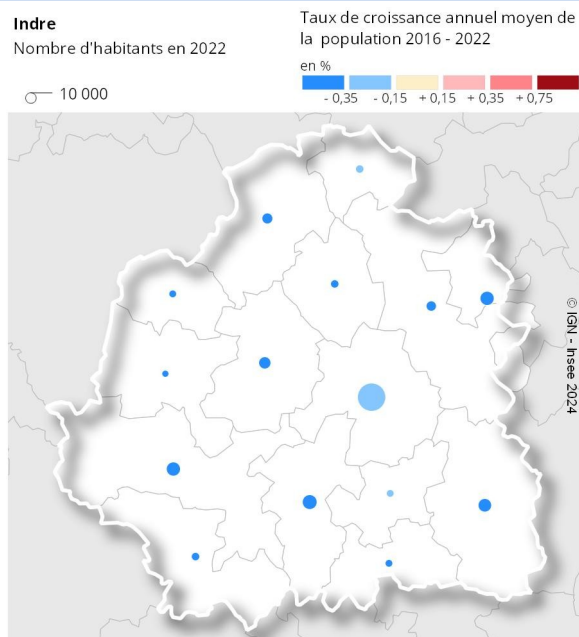 Indre
Nombre d'habitants en 2022
10 000
Taux de croissance annuel moyen de
la population 2016 - 2022
en %
- 0,35 - 0,15 + 0,15 + 0,35 + 0,75
© IGN - Insee 2024